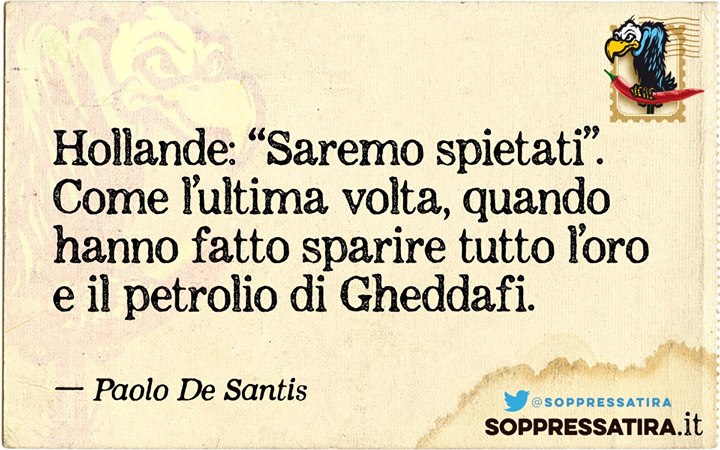 Hollande: “Saremo spietati”.
Come l’ultima volta, quando
hanno fatto sparire tutto l’oro
e il petrolio di Gheddafi.
— Paolo De Santis
@SOPPRESSATIRA
SOPPRESSATIRA.it